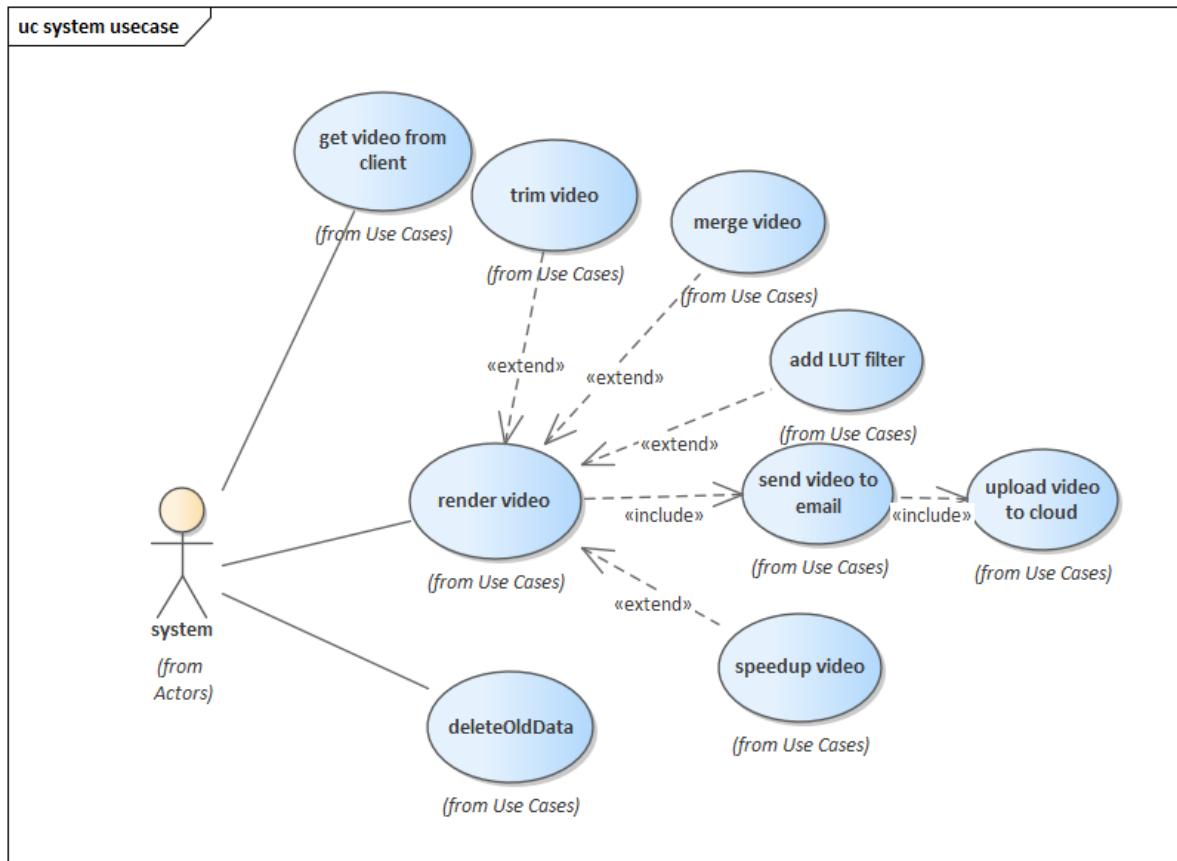 uc system usecase
get video from
client
(from Use Cases)
trim video
(from Use Cases)
merge video
(from Use Cases)
«extend»
«extend»
add LUT filter
(from Use Cases)
«extend»
render video
(from Use Cases)
«include»
send video to
email
(from Use Cases)
«include»
upload video
to cloud
(from Use Cases)
«extend»
speedup video
(from Use Cases)
system
(from
Actors)
deleteOldData
(from Use Cases)